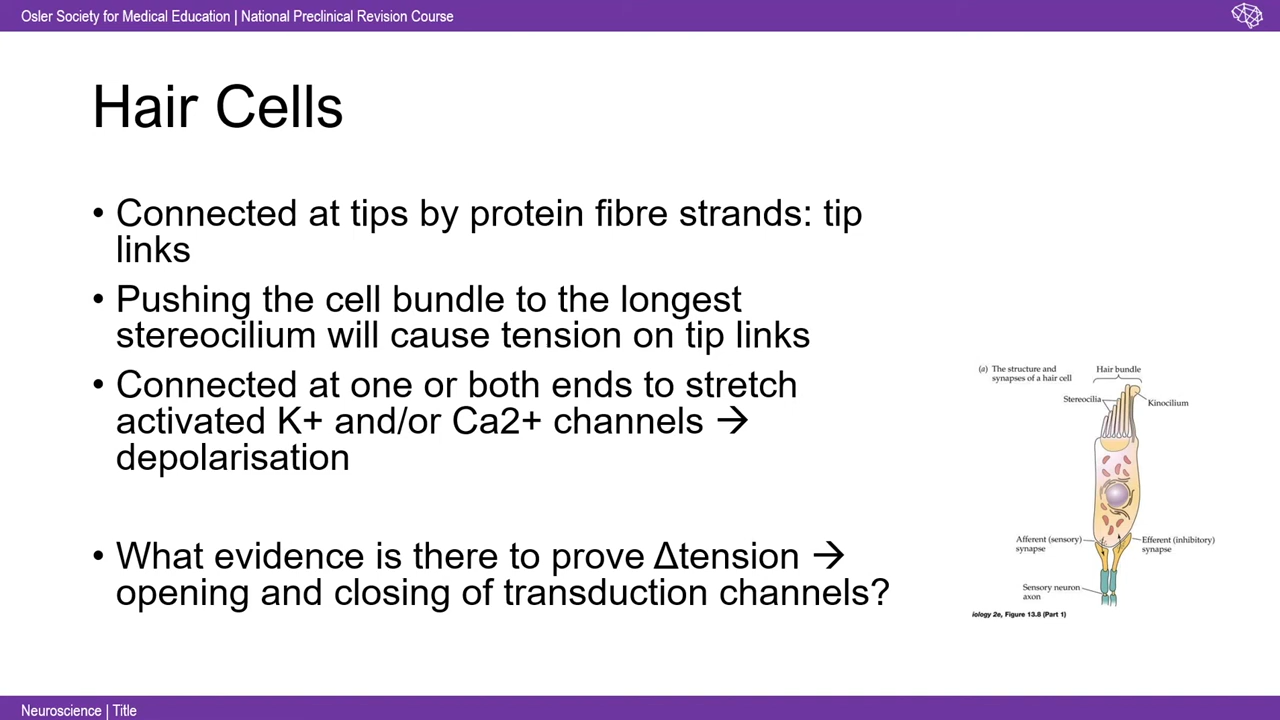 Osler Society for Medical Education | National Preclinical Revision Course
Hair Cells
• Connected at tips by protein fibre strands: tip
links
• Pushing the cell bundle to the longest
stereocilium will cause tension on tip links
• Connected at one or both ends to stretch
activated K+ and/or Ca2+ channels →
depolarisation
• What evidence is there to prove Δtension →
opening and closing of transduction channels?
(a) The structure and
synapses of a hair cell
Hair bundle
Stereocilia
Kinocilium
Afferent (sensory)
synapse
Efferent (inhibitory)
synapse
Sensory neuron
axon
iology 2e, Figure 13.8 (Part 1)
Neuroscience | Title